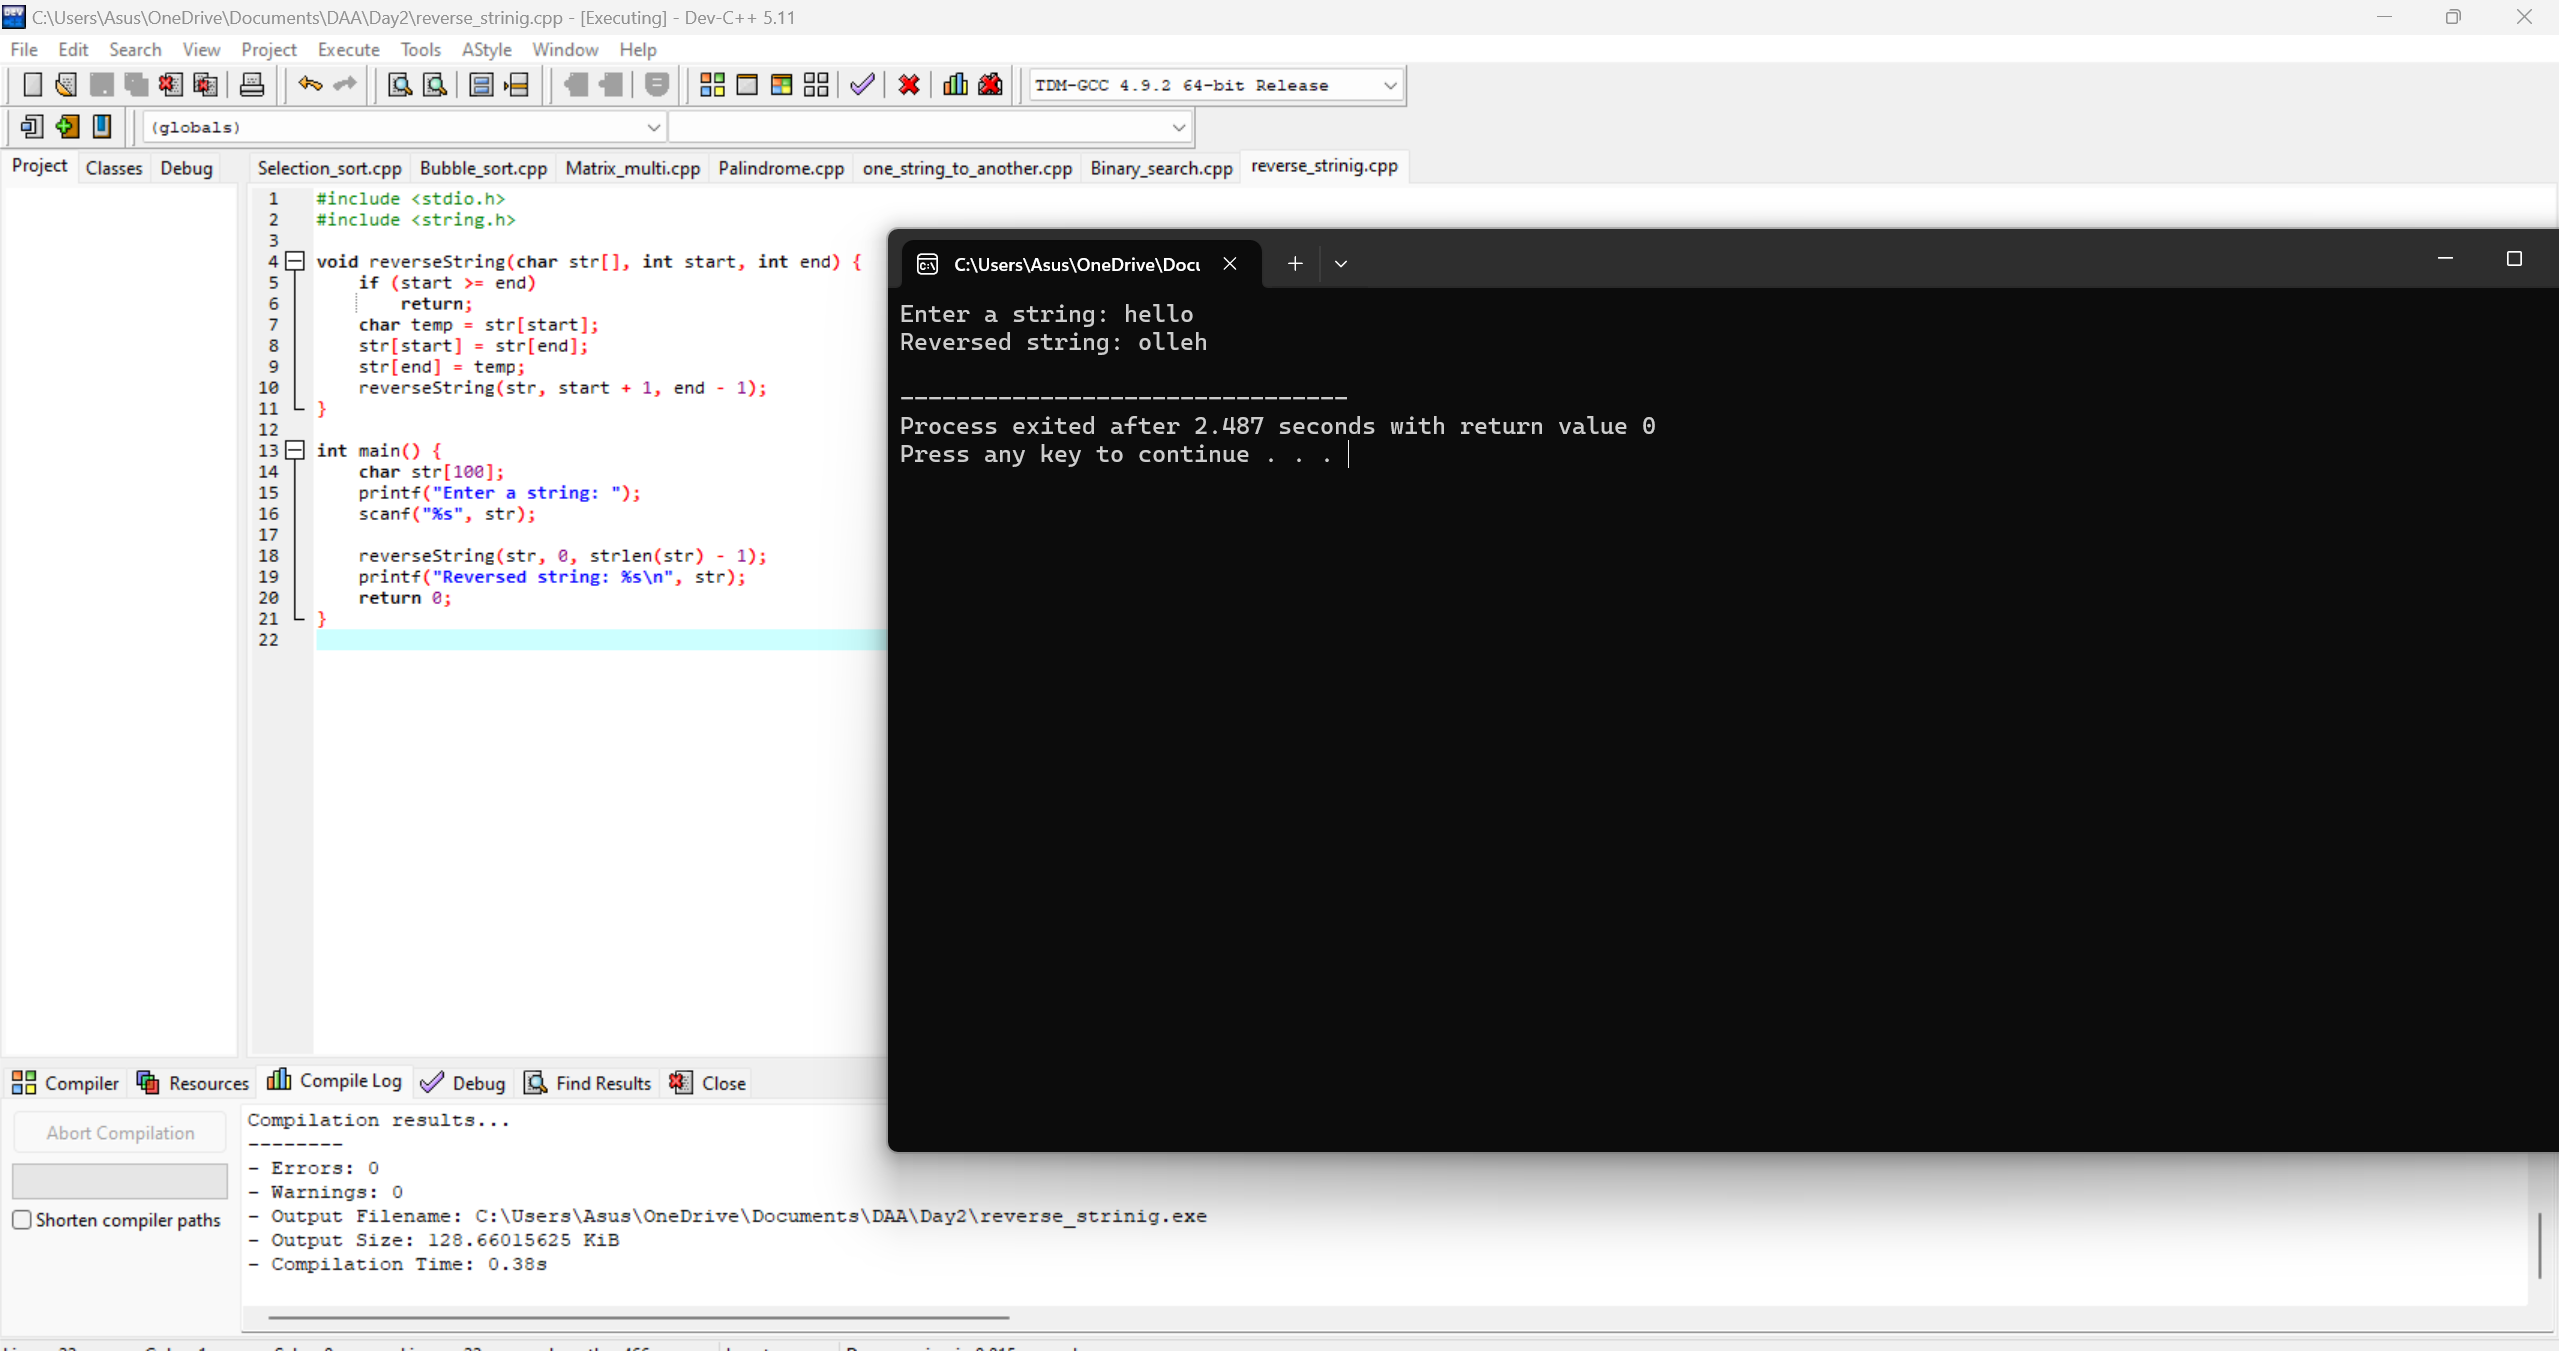 C:\Users\Asus\OneDrive\Documents\DAA\Day2\reverse_strinig.cpp - [Executing] - Dev-C++ 5.11
File Edit Search View Project Execute Tools AStyle Window Help
TDM-GCC 4.9.2 64-bit Release
(globals)
Project Classes Debug
Selection_sort.cpp Bubble_sort.cpp Matrix_multi.cpp Palindrome.cpp one_string_to_another.cpp Binary_search.cpp reverse_strinig.cpp
1 #include <stdio.h>
2 #include <string.h>
3
4 void reverseString(char str[], int start, int end) {
5     if (start >= end)
6         return;
7     char temp = str[start];
8     str[start] = str[end];
9     str[end] = temp;
10     reverseString(str, start + 1, end - 1);
11 }
12
13 int main() {
14     char str[100];
15     printf("Enter a string: ");
16     scanf("%s", str);
17
18     reverseString(str, 0, strlen(str) - 1);
19     printf("Reversed string: %s\n", str);
20     return 0;
21 }
22
C:\Users\Asus\OneDrive\Docu
Enter a string: hello
Reversed string: olleh
--------------------------------
Process exited after 2.487 seconds with return value 0
Press any key to continue . . .
Compiler Resources Compile Log Debug Find Results Close
Abort Compilation
Shorten compiler paths
Compilation results...
--------
- Errors: 0
- Warnings: 0
- Output Filename: C:\Users\Asus\OneDrive\Documents\DAA\Day2\reverse_strinig.exe
- Output Size: 128.66015625 KiB
- Compilation Time: 0.38s